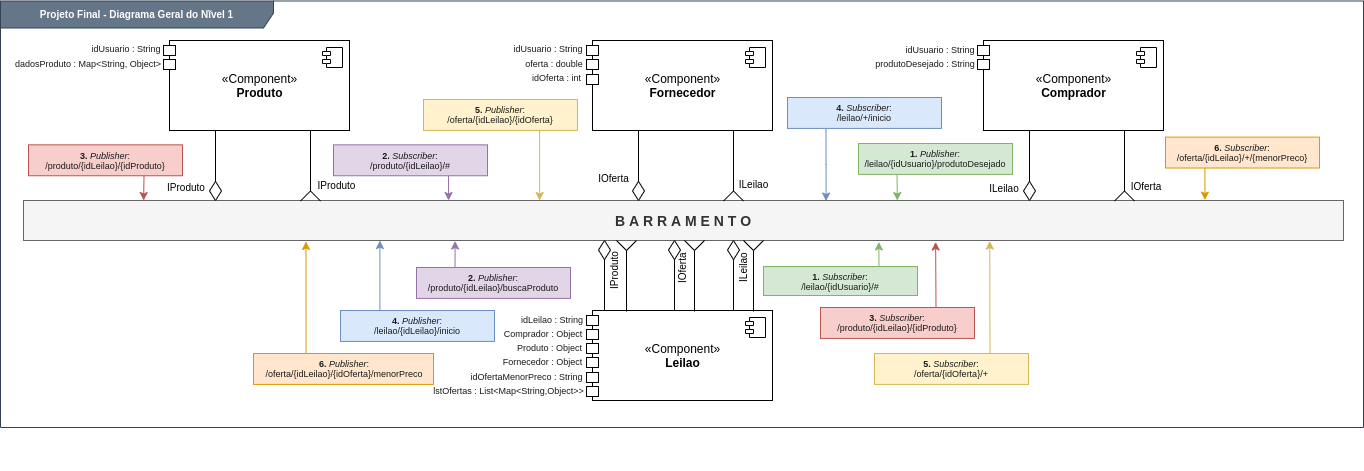 Projeto Final - Diagrama Geral do Nível 1
idUsuario : String
dadosProduto : Map<String, Object>
«Component»
Produto
idUsuario : String
oferta : double
idOferta : int
«Component»
Fornecedor
idUsuario : String
produtoDesejado : String
«Component»
Comprador
5. Publisher:
/oferta/{idLeilao}/{idOferta}
4. Subscriber:
/leilao/+/inicio
3. Publisher:
/produto/{idLeilao}/{idProduto}
2. Subscriber:
/produto/{idLeilao}/#
1. Publisher:
/leilao/{idUsuario}/produtoDesejado
6. Subscriber:
/oferta/{idLeilao}/+/{menorPreco}
IProduto
IProduto
IOferta
ILeilao
ILeilao
IOferta
BARRAMENTO
IProduto
IOferta
ILeilao
2. Publisher:
/produto/{idLeilao}/buscaProduto
1. Subscriber:
/leilao/{idUsuario}/#
4. Publisher:
/leilao/{idLeilao}/inicio
3. Subscriber:
/produto/{idLeilao}/{idProduto}
6. Publisher:
/oferta/{idLeilao}/{idOferta}/menorPreco
5. Subscriber:
/oferta/{idOferta}/+
idLeilao : String
Comprador : Object
Produto : Object
Fornecedor : Object
idOfertaMenorPreco : String
lstOfertas : List<Map<String,Object>>
«Component»
Leilao